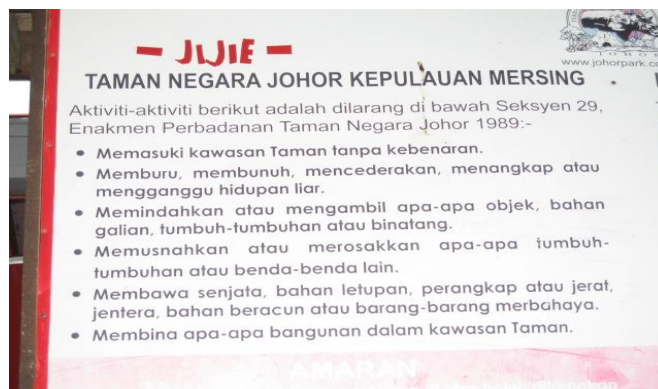 - JIJIE -
www.johorpark.c
TAMAN NEGARA JOHOR KEPULAUAN MERSING
Aktiviti-aktiviti berikut adalah dilarang di bawah Seksyen 29,
Enakmen Perbadanan Taman Negara Johor 1989:-
• Memasuki kawasan Taman tanpa kebenaran.
• Memburu, membunuh, mencederakan, menangkap atau
mengganggu hidupan liar.
• Memindahkan atau mengambil apa-apa objek, bahan
galian, tumbuh-tumbuhan atau binatang.
• Memusnahkan atau merosakkan apa-apa tumbuh-
tumbuhan atau benda-benda lain.
• Membawa senjata, bahan letupan, perangkap atau jerat,
jentera, bahan beracun atau barang-barang merbahaya.
• Membina apa-apa bangunan dalam kawasan Taman.
AMARAN